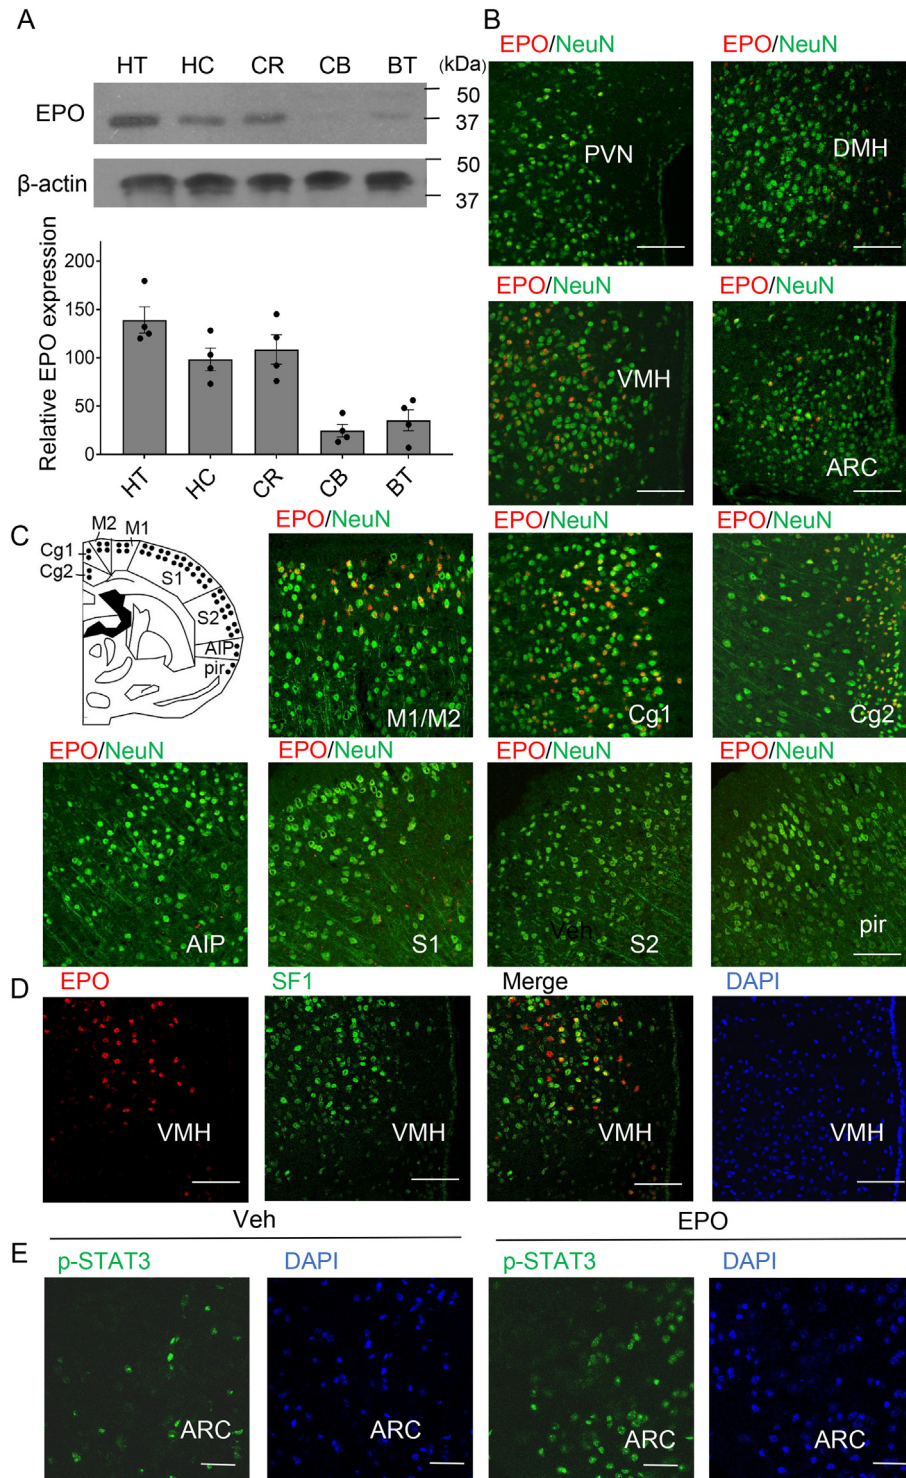 A
HT HC CR CB BT (kDa)
EPO
50
37
β-actin
50
37
Relative EPO expression
200
150
100
50
0
HT HC CR CB BT
B
EPO/NeuN EPO/NeuN
PVN DMH
EPO/NeuN EPO/NeuN
VMH ARC
C
M2 M1
Cg1
Cg2
S1
S2
AIP
pir
EPO/NeuN EPO/NeuN EPO/NeuN
M1/M2 Cg1 Cg2
EPO/NeuN EPO/NeuN EPO/NeuN EPO/NeuN
Veh
AIP S1 S2 pir
D
EPO SF1 Merge DAPI
VMH VMH VMH VMH
Veh EPO
E
p-STAT3 DAPI p-STAT3 DAPI
ARC ARC ARC ARC